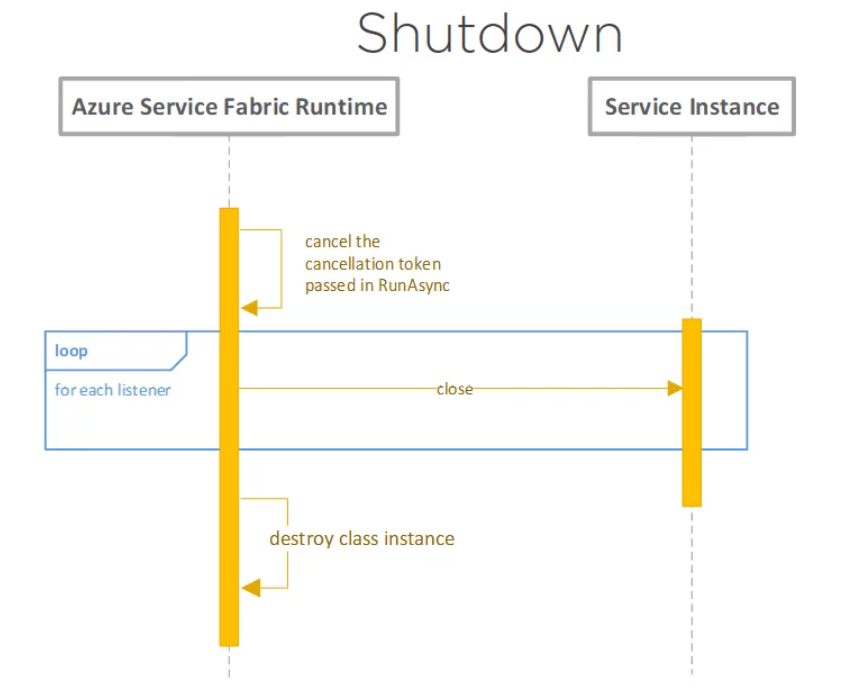 Shutdown
Azure Service Fabric Runtime
Service Instance
cancel the
cancellation token
passed in RunAsync
loop
for each listener
close
destroy class instance